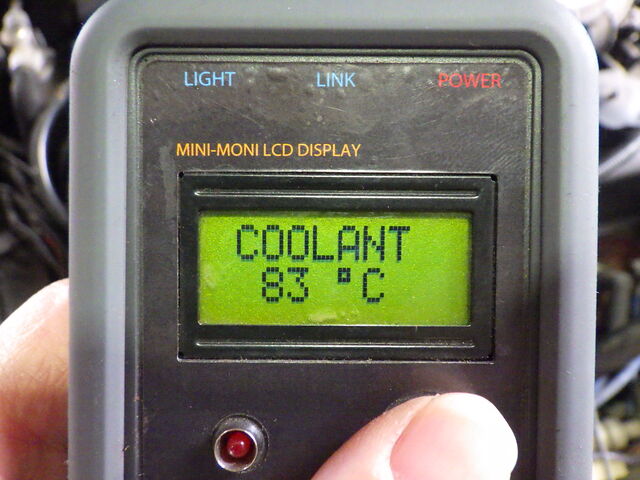 LIGHT LINK POWER
MINI-MONI LCD DISPLAY
COOLANT
83 °C